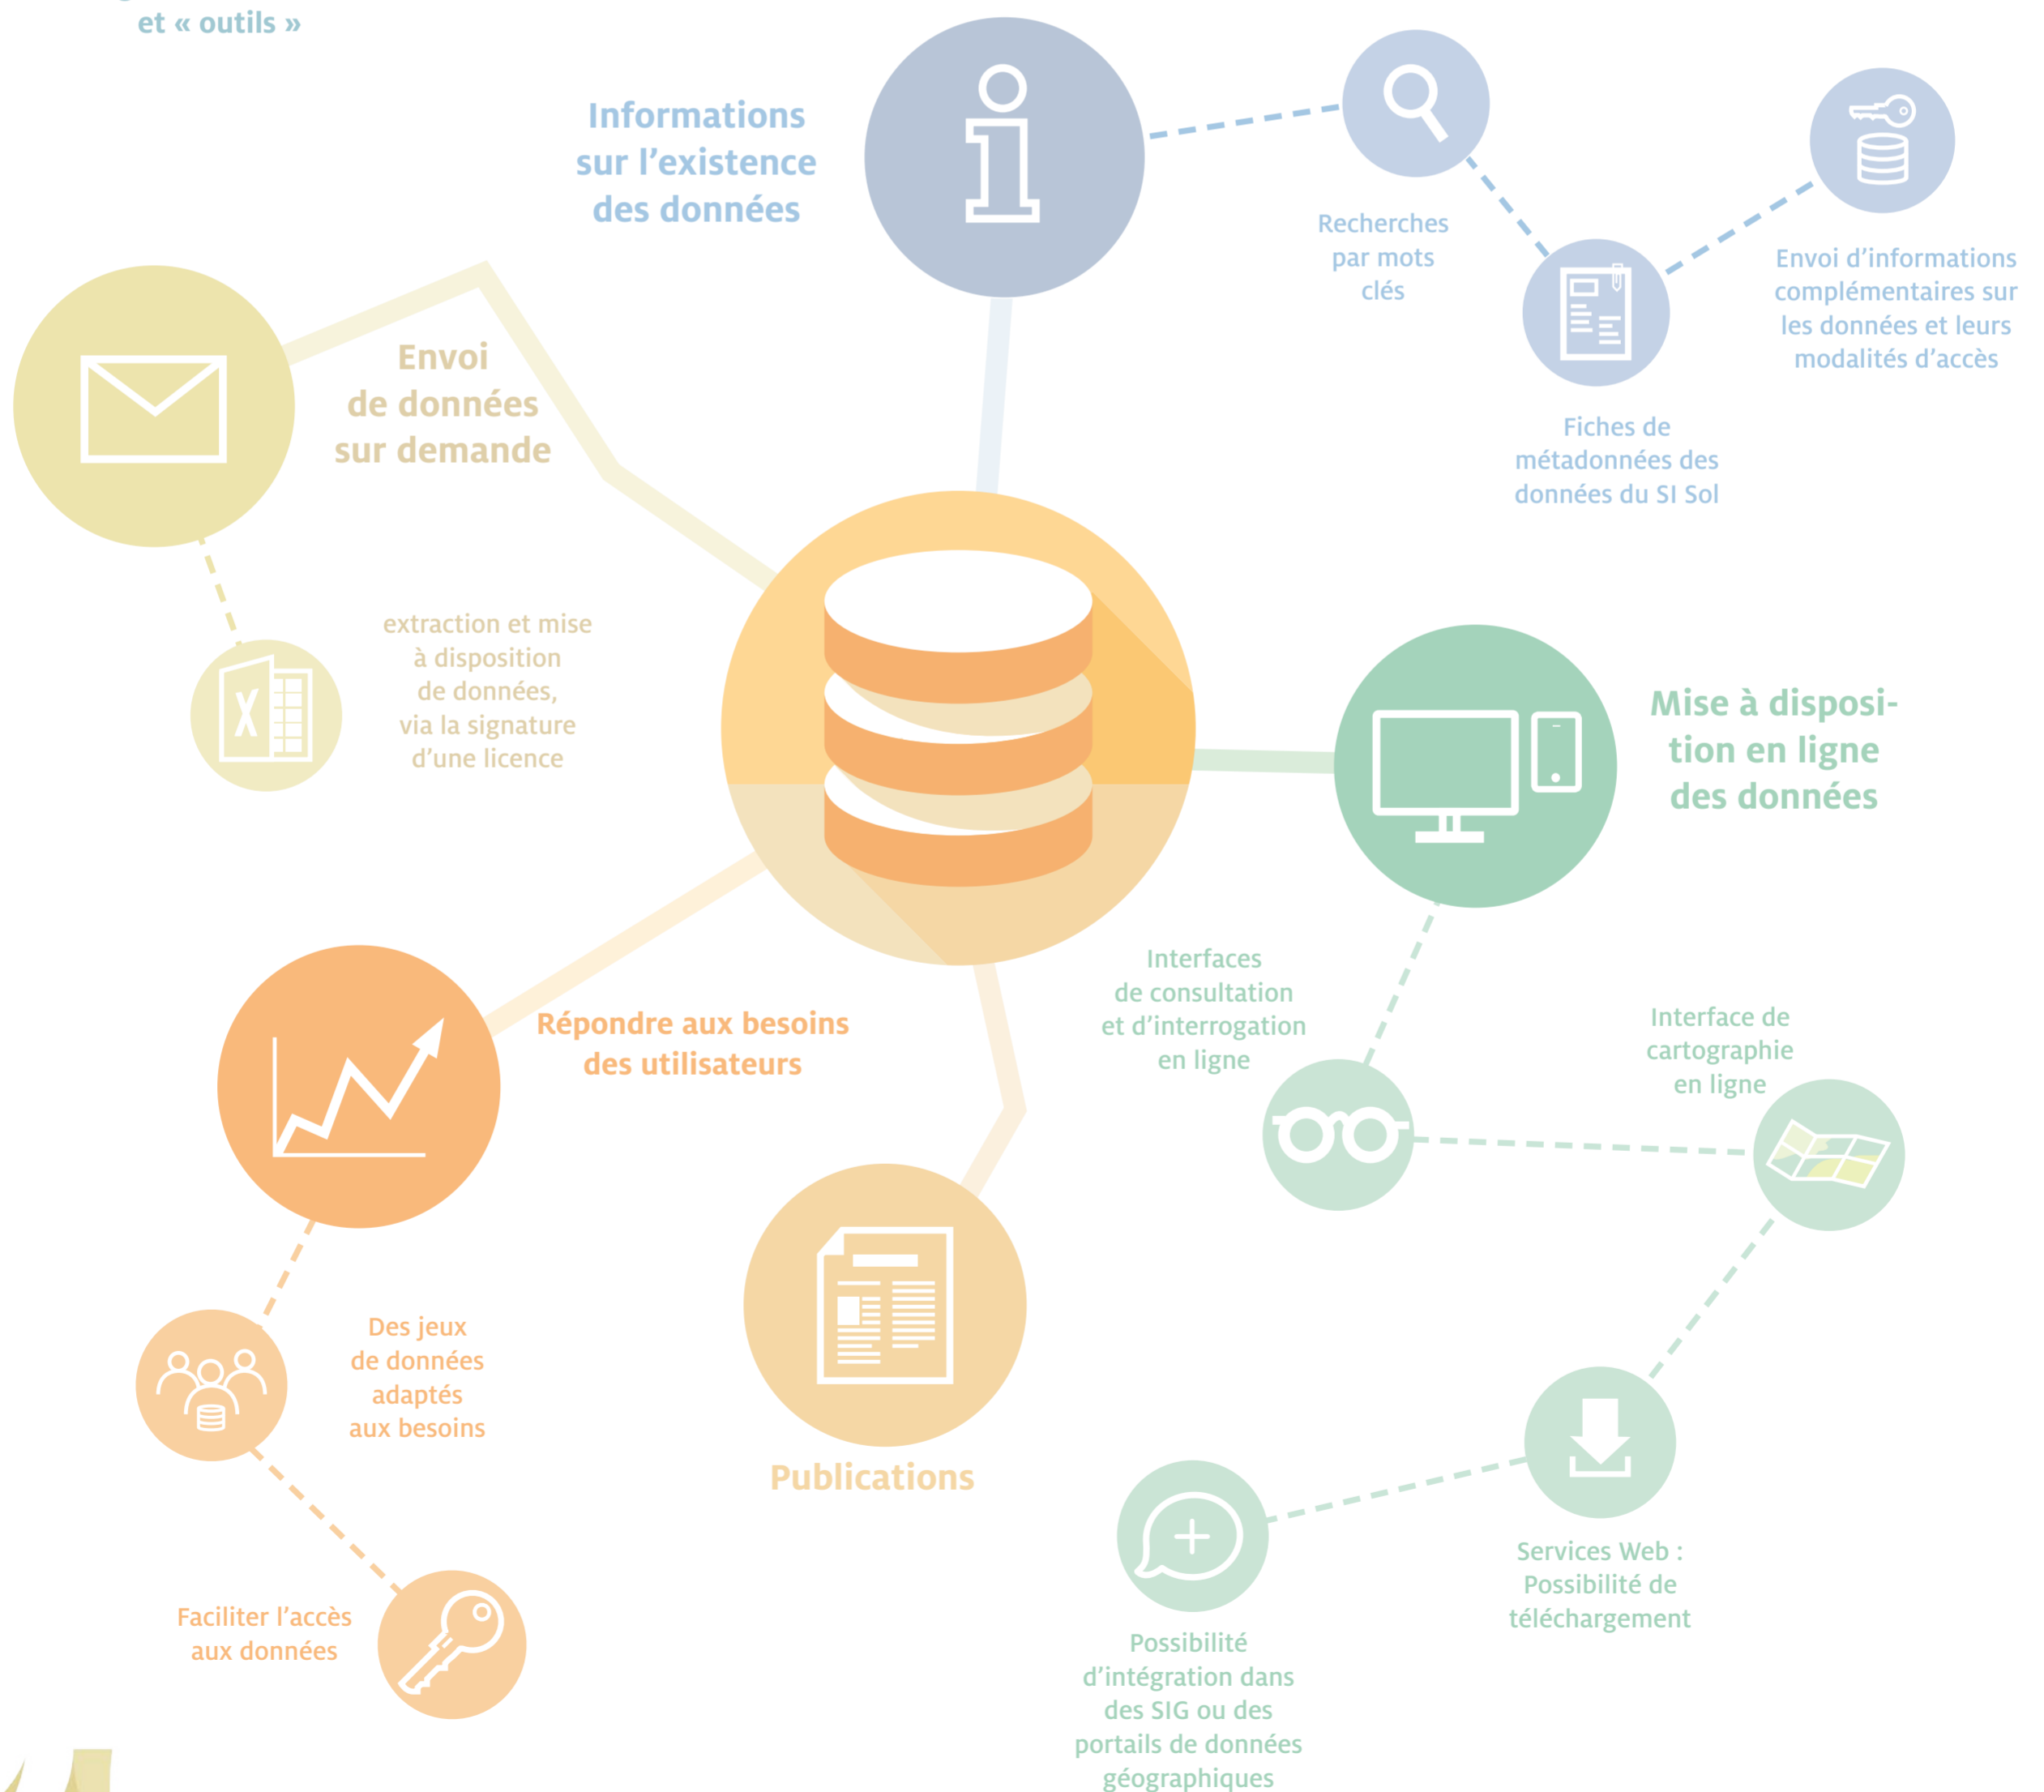 et « outils »
Informations
sur l'existence
des données
Recherches
par mots
clés
Envoi d'informations
complémentaires sur
les données et leurs
modalités d'accès
Fiches de
métadonnées des
données du SI Sol
Envoi
de données
sur demande
extraction et mise
à disposition
de données,
via la signature
d'une licence
X
Mise à disposi-
tion en ligne
des données
Interfaces
de consultation
et d'interrogation
en ligne
Interface de
cartographie
en ligne
Services Web :
Possibilité de
téléchargement
Possibilité
d'intégration dans
des SIG ou des
portails de données
géographiques
Répondre aux besoins
des utilisateurs
Des jeux
de données
adaptés
aux besoins
Faciliter l'accès
aux données
Publications